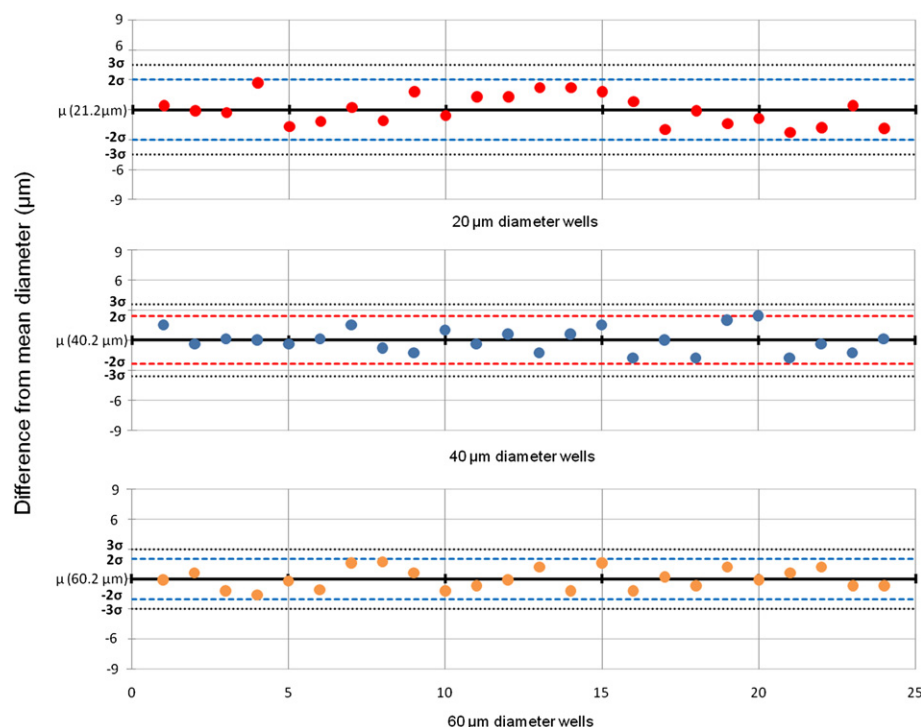 Difference from mean diameter (μm)
9
6
3σ
2σ
μ (21.2μm)
-2σ
-3σ
-6
-9
20 μm diameter wells
9
6
3σ
2σ
μ (40.2 μm)
-2σ
-3σ
-6
-9
40 μm diameter wells
9
6
3σ
2σ
μ (60.2 μm)
-2σ
-3σ
-6
-9
0 5 10 15 20 25
60 μm diameter wells